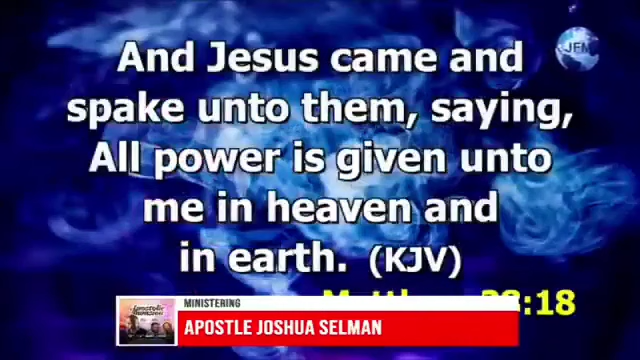 JFM
And Jesus came and
spake unto them, saying,
All power is given unto
me in heaven and
in earth. (KJV)
:18
MINISTERING
APOSTLE JOSHUA SELMAN